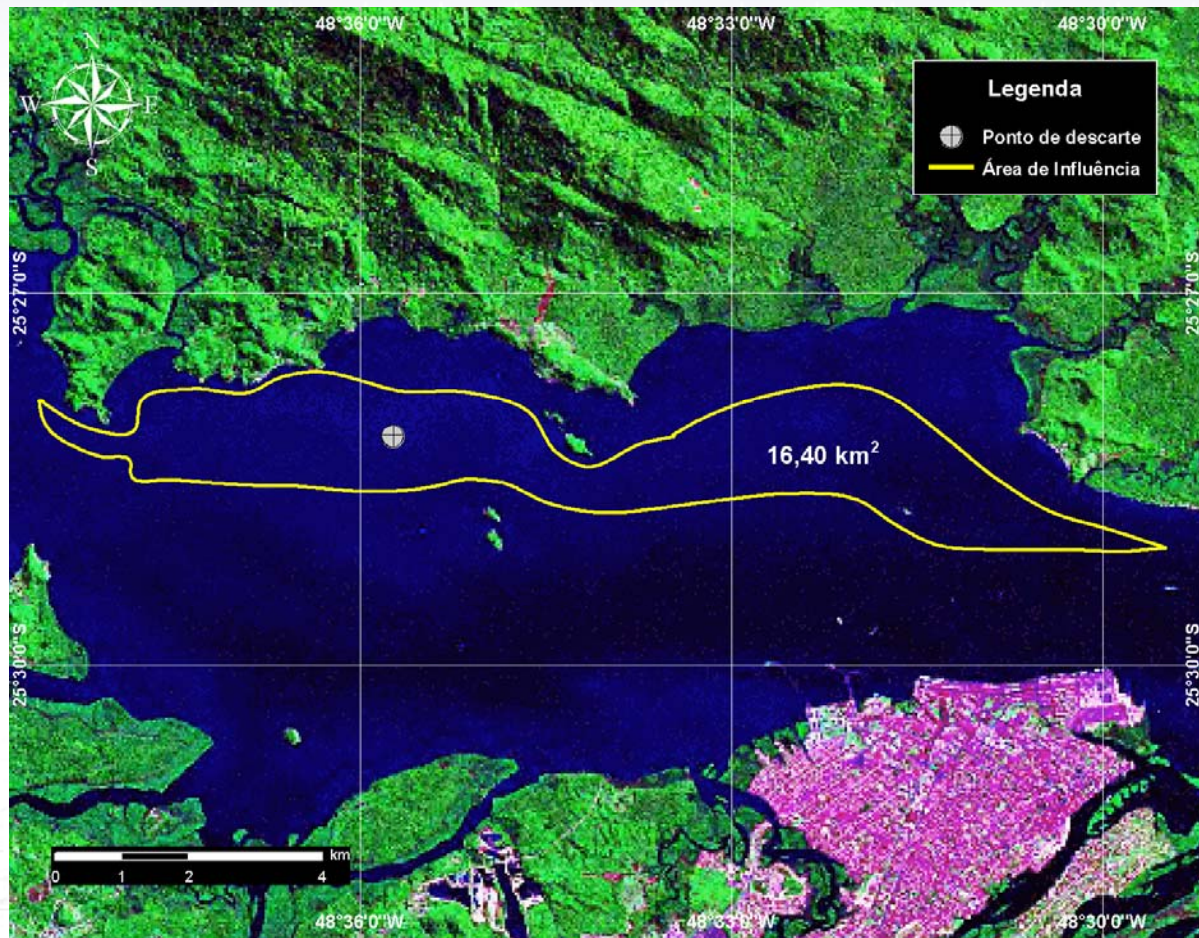 48°36'0"W
48°33'0"W
48°30'0"W
N
W
E
S
Legenda
Ponto de descarte
Área de Influência
25°27'0"S
25°27'0"S
16,40 km²
25°30'0"S
25°30'0"S
km
0
1
2
4
48°36'0"W
48°33'0"W
48°30'0"W